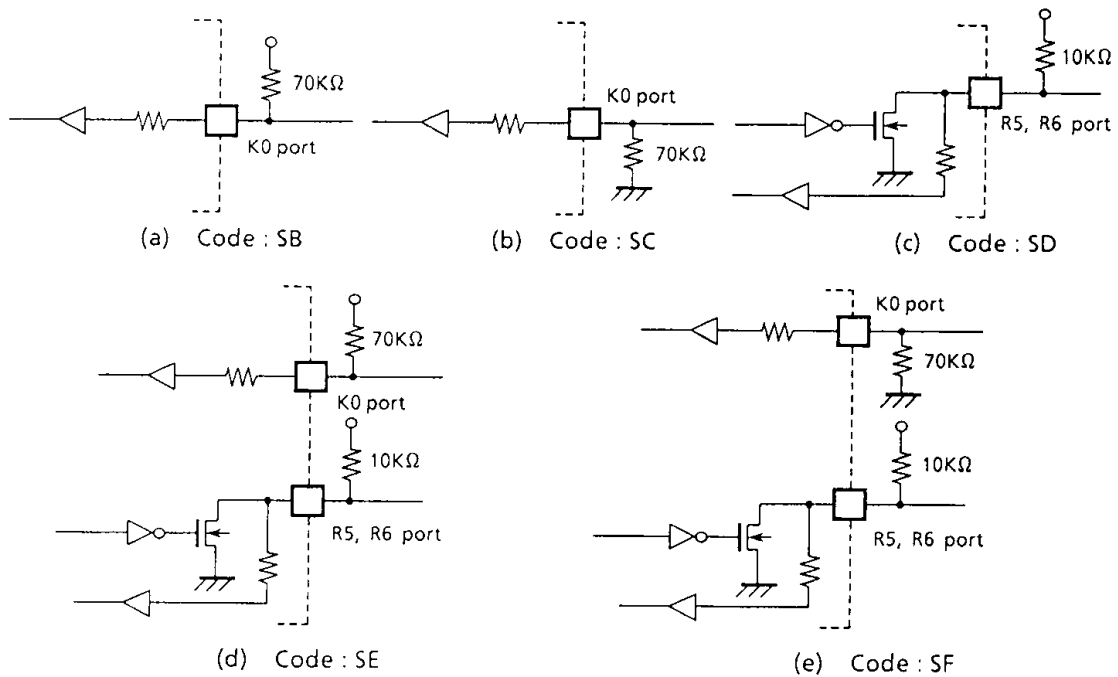 70KΩ
K0 port
(a) Code : SB
K0 port
70KΩ
(b) Code : SC
10KΩ
R5, R6 port
(c) Code : SD
70KΩ
K0 port
10KΩ
R5, R6 port
(d) Code : SE
K0 port
70KΩ
10KΩ
R5, R6 port
(e) Code : SF